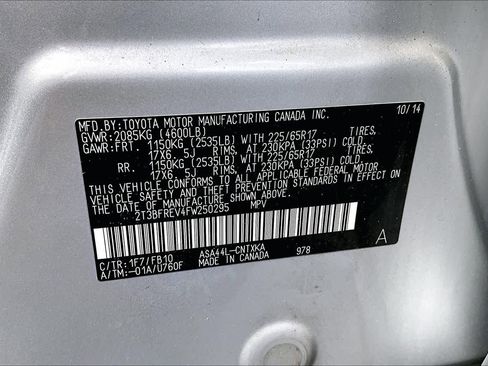 MFD.BY:TOYOTA MOTOR MANUFACTURING CANADA INC. 10/14
GVWR:2085KG (4600LB)
GAWR:FRT. 1150KG (2535LB) WITH 225/65R17 TIRES,
17X6. 5J RIMS, AT 230KPA (33PSI) COLD
RR. 1150KG (2535LB) WITH 225/65R17 TIRES,
17X6. 5J RIMS, AT 230KPA (33PSI) COLD
THIS VEHICLE CONFORMS TO ALL APPLICABLE FEDERAL MOTOR
VEHICLE SAFETY AND THEFT PREVENTION STANDARDS IN EFFECT
ON THE DATE OF MANUFACTURE SHOWN ABOVE.
2T3BFREV4FW250295 MPV
C/TR:1F7/FB10 ASA44L-CNTXKA A
A/TM:-01A/U760F MADE IN CANADA 978